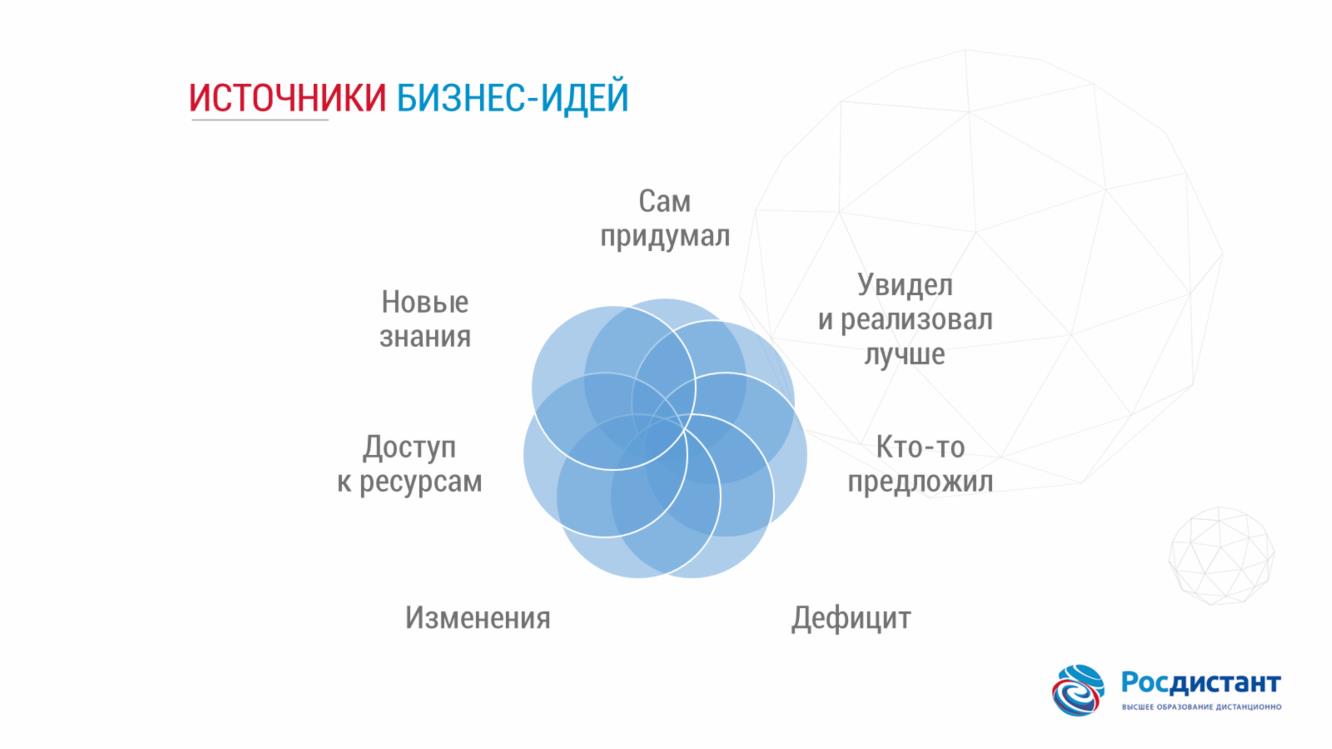 ИСТОЧНИКИ БИЗНЕС-ИДЕЙ
Сам
придумал
Увидел
и реализовал
лучше
Кто-то
предложил
Дефицит
Изменения
Доступ
к ресурсам
Новые
знания
Росдистант
ВЫСШЕЕ ОБРАЗОВАНИЕ ДИСТАНЦИОННО